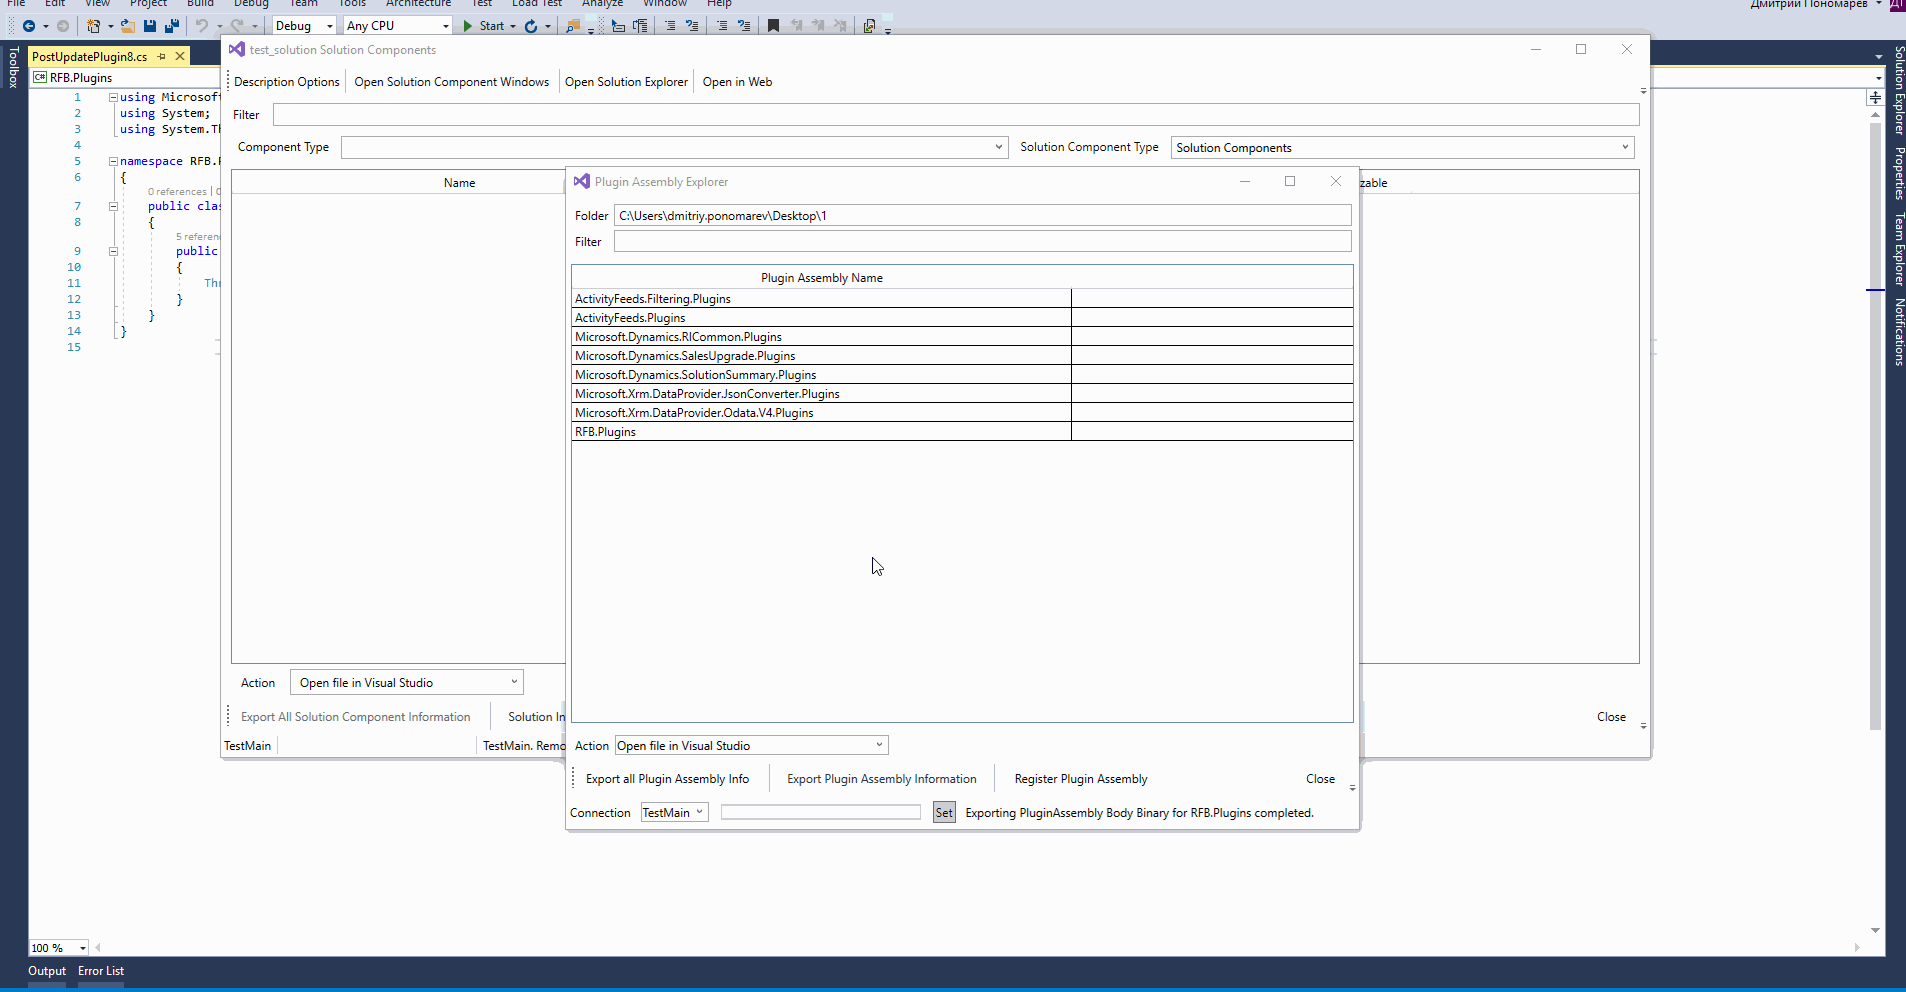 File Edit View Project Build Debug Team Tools Architecture Test Load Test Analyze Window Help Дмитрий Пономарев ДП
Debug Any CPU Start
Toolbox
PostUpdatePlugin8.cs
C# RFB.Plugins
test_solution Solution Components
Description Options Open Solution Component Windows Open Solution Explorer Open in Web
Filter
Component Type Solution Component Type Solution Components
Name zable
1 using Microsoft
2 using System;
3 using System.Th
4
5 namespace RFB.P
6 {
0 references | 0
7 public clas
8 {
5 referen
9 public
10 {
11 Thr
12 }
13 }
14 }
15
Plugin Assembly Explorer
Folder C:\Users\dmitriy.ponomarev\Desktop\1
Filter
Plugin Assembly Name
ActivityFeeds.Filtering.Plugins
ActivityFeeds.Plugins
Microsoft.Dynamics.RICommon.Plugins
Microsoft.Dynamics.SalesUpgrade.Plugins
Microsoft.Dynamics.SolutionSummary.Plugins
Microsoft.Xrm.DataProvider.JsonConverter.Plugins
Microsoft.Xrm.DataProvider.Odata.V4.Plugins
RFB.Plugins
Action Open file in Visual Studio
Export all Plugin Assembly Info Export Plugin Assembly Information Register Plugin Assembly Close
Connection TestMain Set Exporting PluginAssembly Body Binary for RFB.Plugins completed.
Action Open file in Visual Studio
Export All Solution Component Information Solution In Close
TestMain TestMain. Remo
Solution Explorer
Properties
Team Explorer
Notifications
100 %
Output Error List